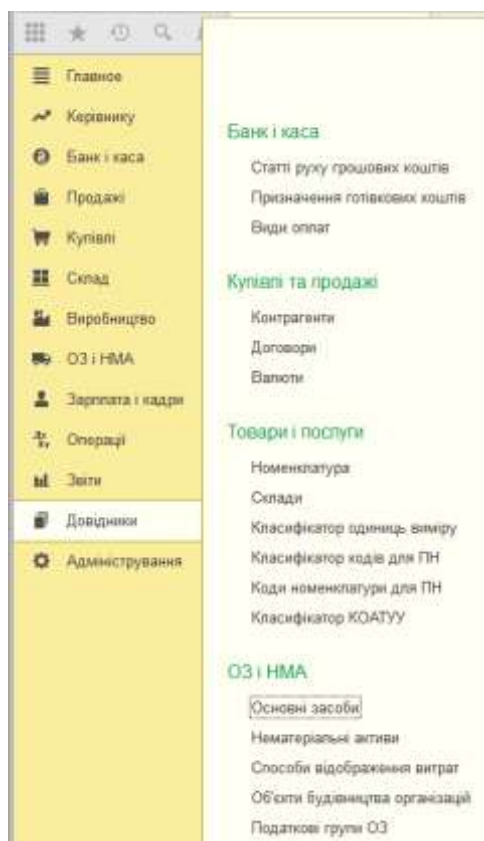 Главное
Керівнику
Банк і каса
Продажі
Купівлі
Склад
Виробництво
ОЗ і НМА
Зарплата і кадри
Операції
Звіти
Довідники
Адміністрування
Банк і каса
Статті руху грошових коштів
Призначення готівкових коштів
Види оплат
Купівлі та продажі
Контрагенти
Договори
Валюти
Товари і послуги
Номенклатура
Склади
Класифікатор одиниць виміру
Класифікатор кодів для ПН
Коди номенклатури для ПН
Класифікатор КОАТУУ
ОЗ і НМА
Основні засоби
Нематеріальні активи
Способи відображення витрат
Об'єкти будівництва організацій
Податкові групи ОЗ